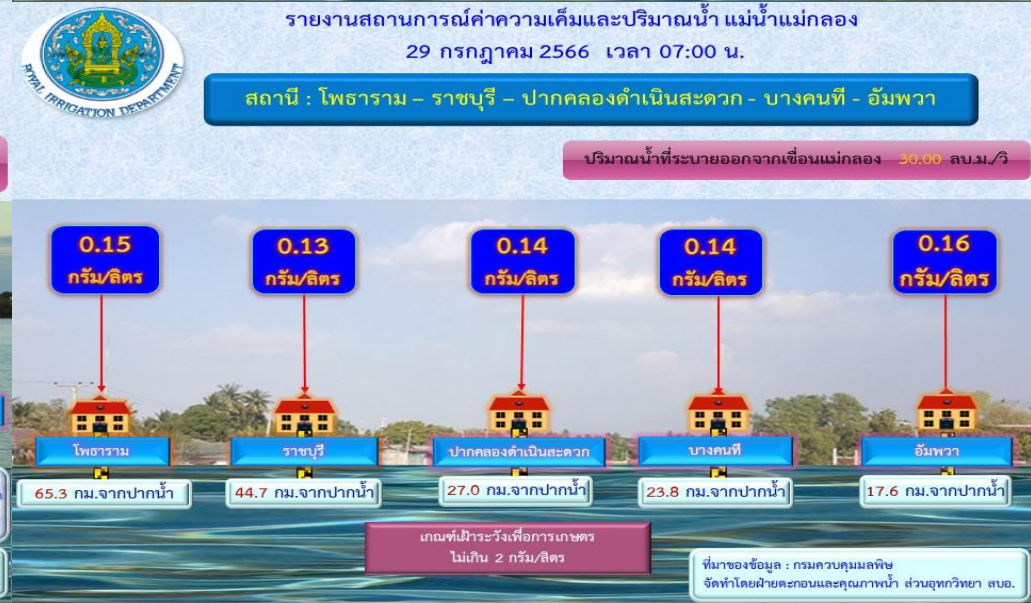 รายงานสถานการณ์ค่าความเค็มและปริมาณน้ำ แม่น้ำแม่กลอง
29 กรกฎาคม 2566 เวลา 07:00 น.
ROYAL IRRIGATION DEPARTMENT
สถานี : โพธาราม – ราชบุรี – ปากคลองดำเนินสะดวก - บางคนที - อัมพวา
ปริมาณน้ำที่ระบายออกจากเขื่อนแม่กลอง 30.00 ลบ.ม./วิ
0.15
กรัม/ลิตร
0.13
กรัม/ลิตร
0.14
กรัม/ลิตร
0.14
กรัม/ลิตร
0.16
กรัม/ลิตร
โพธาราม
ราชบุรี
ปากคลองดำเนินสะดวก
บางคนที
อัมพวา
65.3 กม.จากปากน้ำ
44.7 กม.จากปากน้ำ
27.0 กม.จากปากน้ำ
23.8 กม.จากปากน้ำ
17.6 กม.จากปากน้ำ
เกณฑ์เฝ้าระวังเพื่อการเกษตร
ไม่เกิน 2 กรัม/ลิตร
ที่มาของข้อมูล : กรมควบคุมมลพิษ
จัดทำโดยฝ่ายตะกอนและคุณภาพน้ำ ส่วนอุทกวิทยา สบอ.